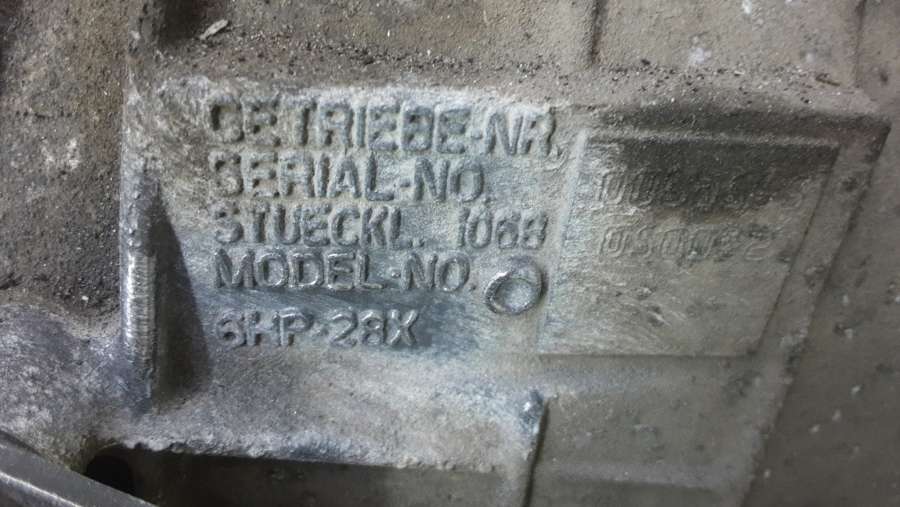 GETRIEBE-NR.
SERIAL-NO.
STUECKL. 1068
MODEL-NO.
6HP-28X